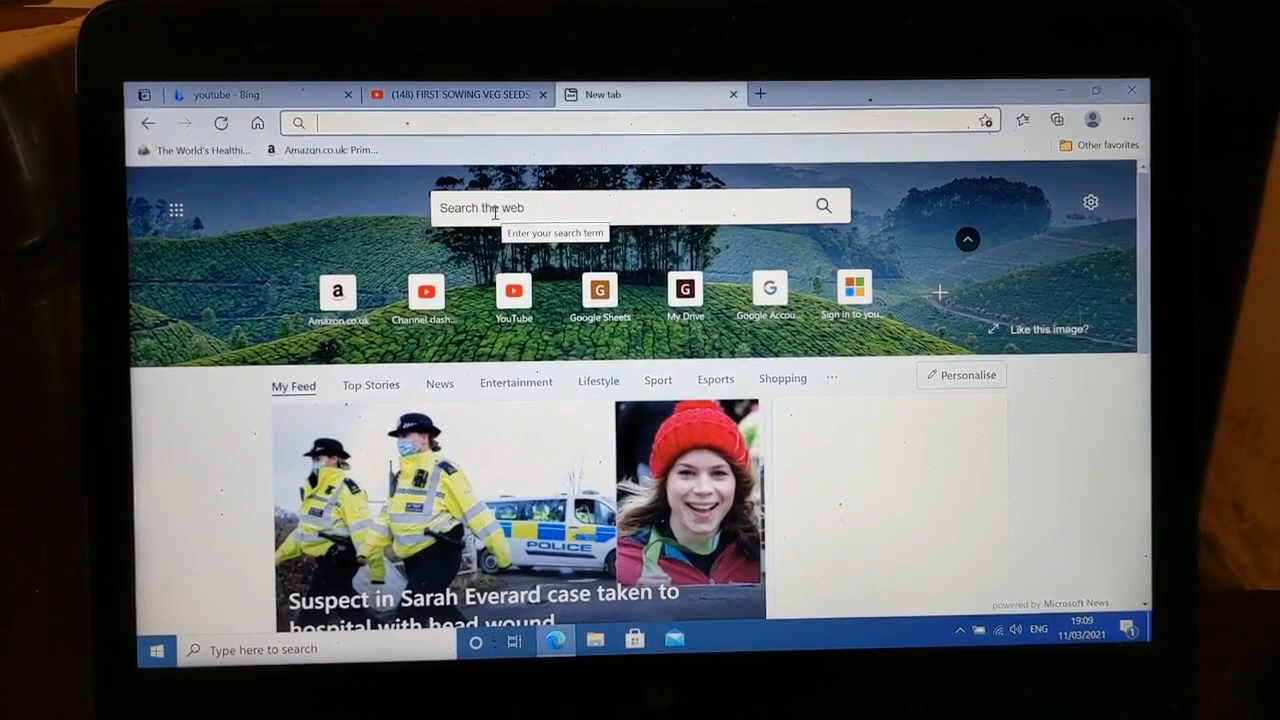 youtube - Bing
(148) FIRST SOWING VEG SEEDS
New tab
The World's Healthi...
a Amazon.co.uk: Prim...
Other favorites
Search the web
Enter your search term
a
G
G
G
Amazon.co.uk
Channel dash...
YouTube
Google Sheets
My Drive
Google Accou...
Sign in to you...
Like this image?
My Feed
Top Stories
News
Entertainment
Lifestyle
Sport
Esports
Shopping
...
Personalise
POLICE
Suspect in Sarah Everard case taken to
hospital with head wound
powered by Microsoft News
Type here to search
ENG
19:09
11/03/2021
1